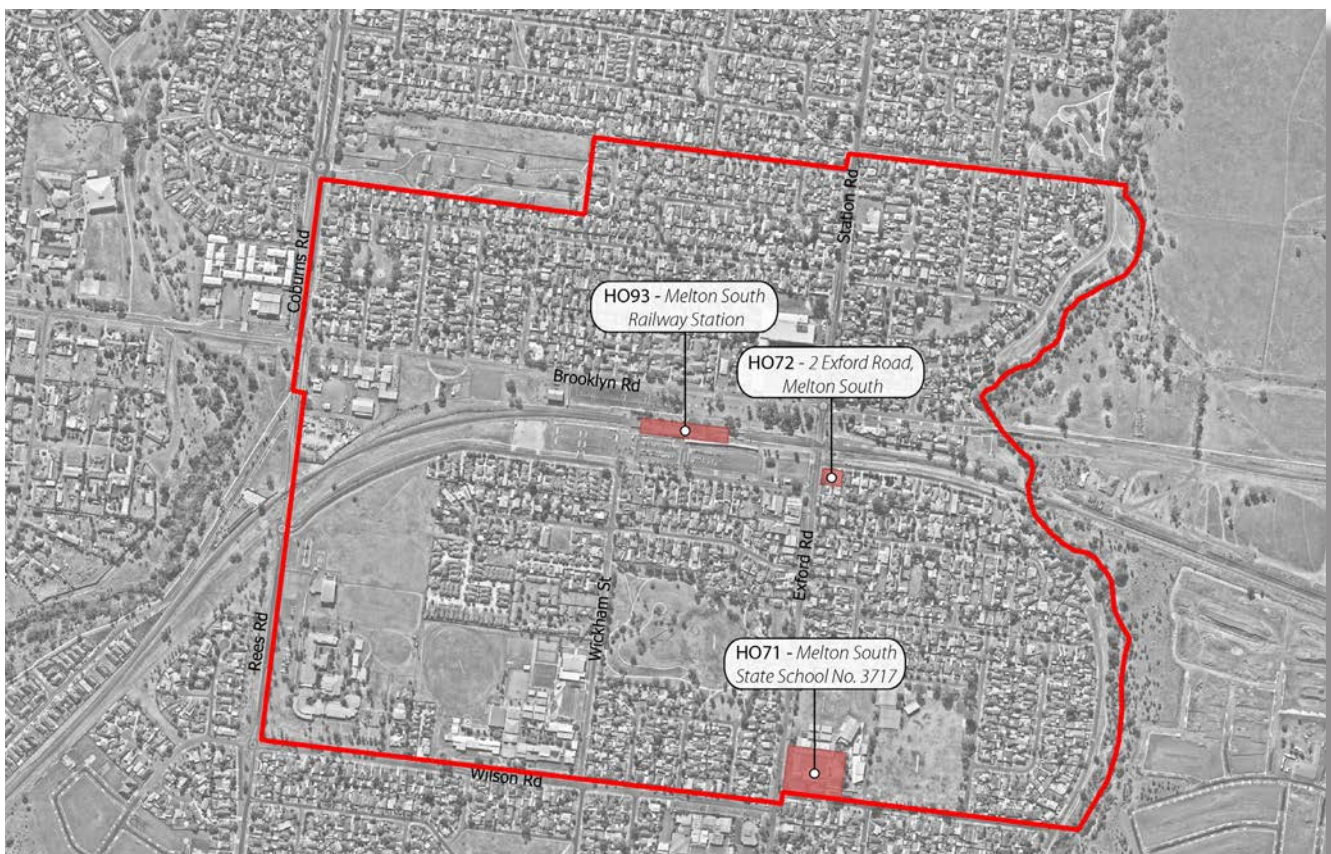 Station Rd
Coburns Rd
HO93 - Melton South
Railway Station
HO72 - 2 Exford Road,
Melton South
Brooklyn Rd
Exford Rd
Wickham St
Rees Rd
HO71 - Melton South
State School No. 3717
Wilson Rd